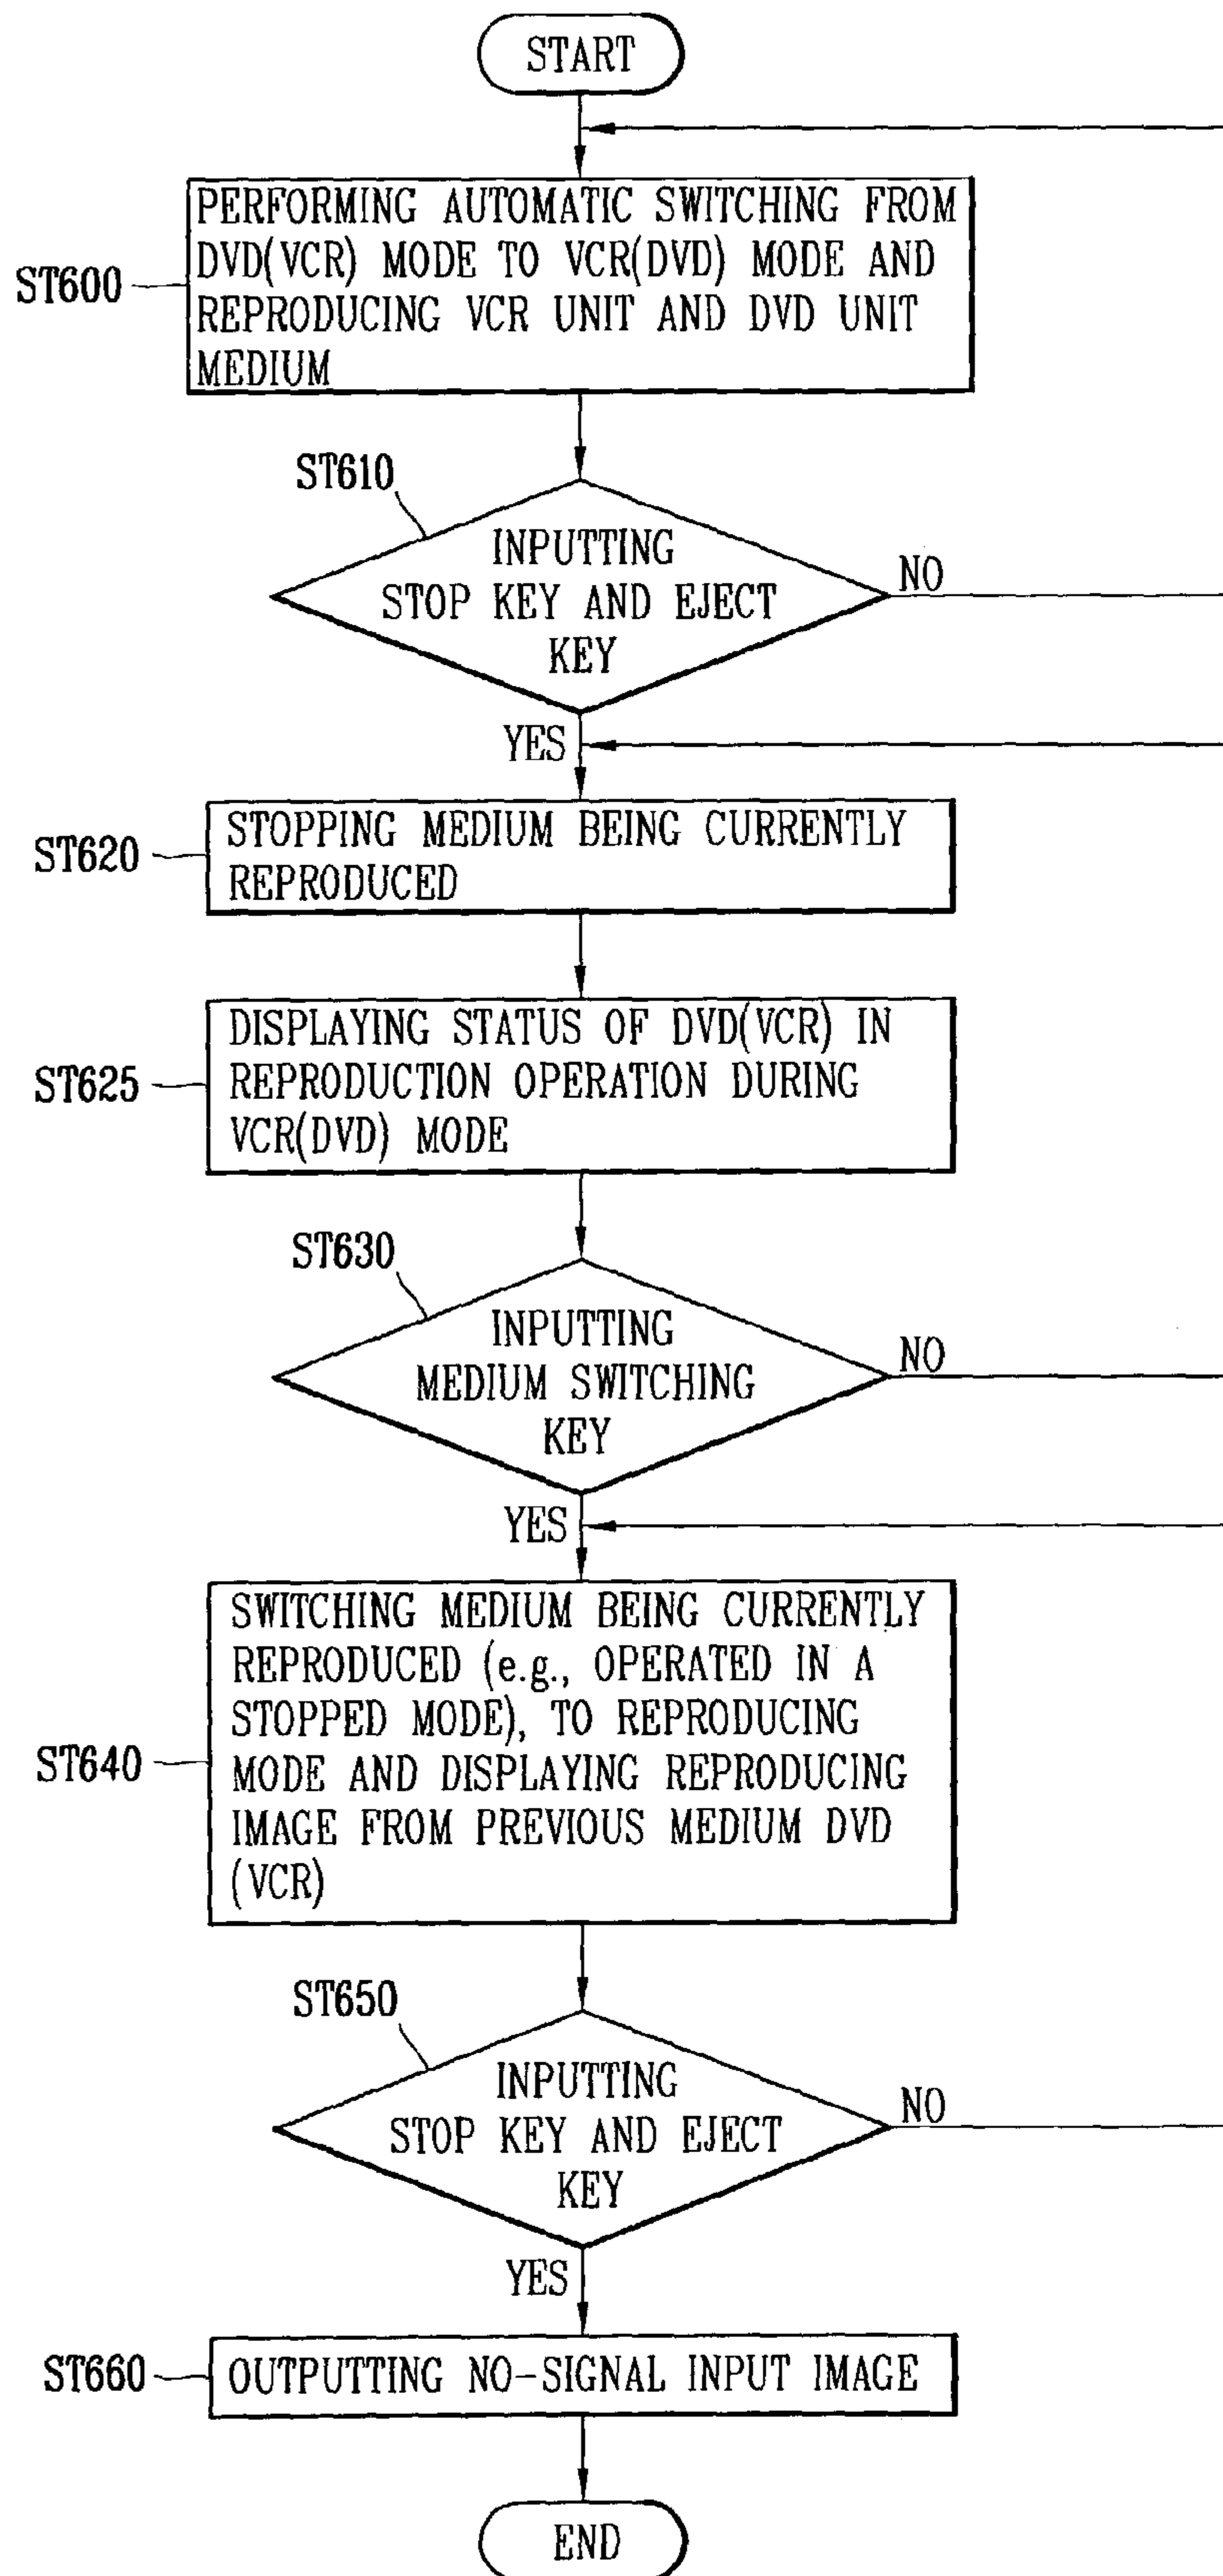 START
PERFORMING AUTOMATIC SWITCHING FROM
DVD(VCR) MODE TO VCR(DVD) MODE AND
REPRODUCING VCR UNIT AND DVD UNIT
MEDIUM
ST600
ST610
INPUTTING
STOP KEY AND EJECT
KEY
NO
YES
STOPPING MEDIUM BEING CURRENTLY
REPRODUCED
ST620
DISPLAYING STATUS OF DVD(VCR) IN
REPRODUCTION OPERATION DURING
VCR(DVD) MODE
ST625
ST630
INPUTTING
MEDIUM SWITCHING
KEY
NO
YES
SWITCHING MEDIUM BEING CURRENTLY
REPRODUCED (e.g., OPERATED IN A
STOPPED MODE), TO REPRODUCING
MODE AND DISPLAYING REPRODUCING
IMAGE FROM PREVIOUS MEDIUM DVD
(VCR)
ST640
ST650
INPUTTING
STOP KEY AND EJECT
KEY
NO
YES
ST660
OUTPUTTING NO-SIGNAL INPUT IMAGE
END